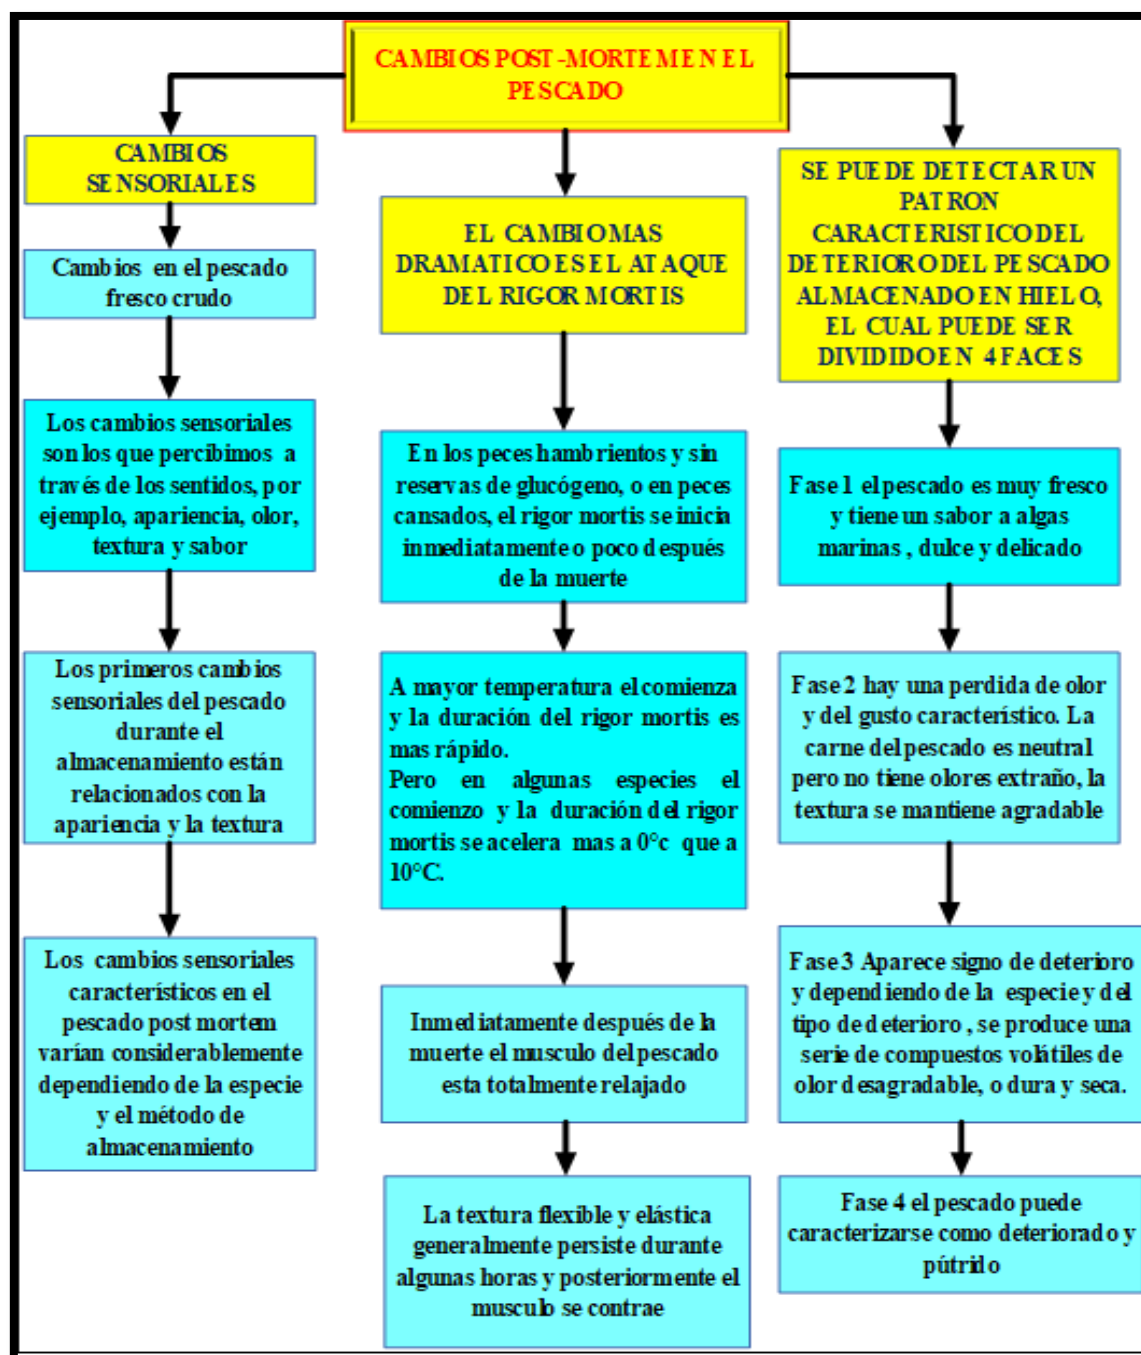 CAMBIOS POST-MORTEM EN EL
PESCADO
CAMBIOS
SENSORIALES
Cambios en el pescado
fresco crudo
Los cambios sensoriales
son los que percibimos a
través de los sentidos, por
ejemplo, apariencia, olor,
textura y sabor
Los primeros cambios
sensoriales del pescado
durante el
almacenamiento están
relacionados con la
apariencia y la textura
Los cambios sensoriales
característicos en el
pescado post mortem
varían considerablemente
dependiendo de la especie
y el método de
almacenamiento
EL CAMBIO MAS
DRAMATICO ES EL ATAQUE
DEL RIGOR MORTIS
En los peces hambrientos y sin
reservas de glucógeno, o en peces
cansados, el rigor mortis se inicia
inmediatamente o poco después
de la muerte
A mayor temperatura el comienza
y la duración del rigor mortis es
mas rápido.
Pero en algunas especies el
comienzo y la duración del rigor
mortis se acelera mas a 0°c que a
10°C.
Inmediatamente después de la
muerte el musculo del pescado
esta totalmente relajado
La textura flexible y elástica
generalmente persiste durante
algunas horas y posteriormente el
musculo se contrae
SE PUEDE DETECTAR UN
PATRON
CARACTERISTICO DEL
DETERIORO DEL PESCADO
ALMACENADO EN HIELO,
EL CUAL PUEDE SER
DIVIDIDO EN 4 FACES
Fase 1 el pescado es muy fresco
y tiene un sabor a algas
marinas , dulce y delicado
Fase 2 hay una perdida de olor
y del gusto característico. La
carne del pescado es neutral
pero no tiene olores extraño, la
textura se mantiene agradable
Fase 3 Aparece signo de deterioro
y dependiendo de la especie y del
tipo de deterioro , se produce una
serie de compuestos volátiles de
olor desagradable, o dura y seca.
Fase 4 el pescado puede
caracterizarse como deteriorado y
pútrido